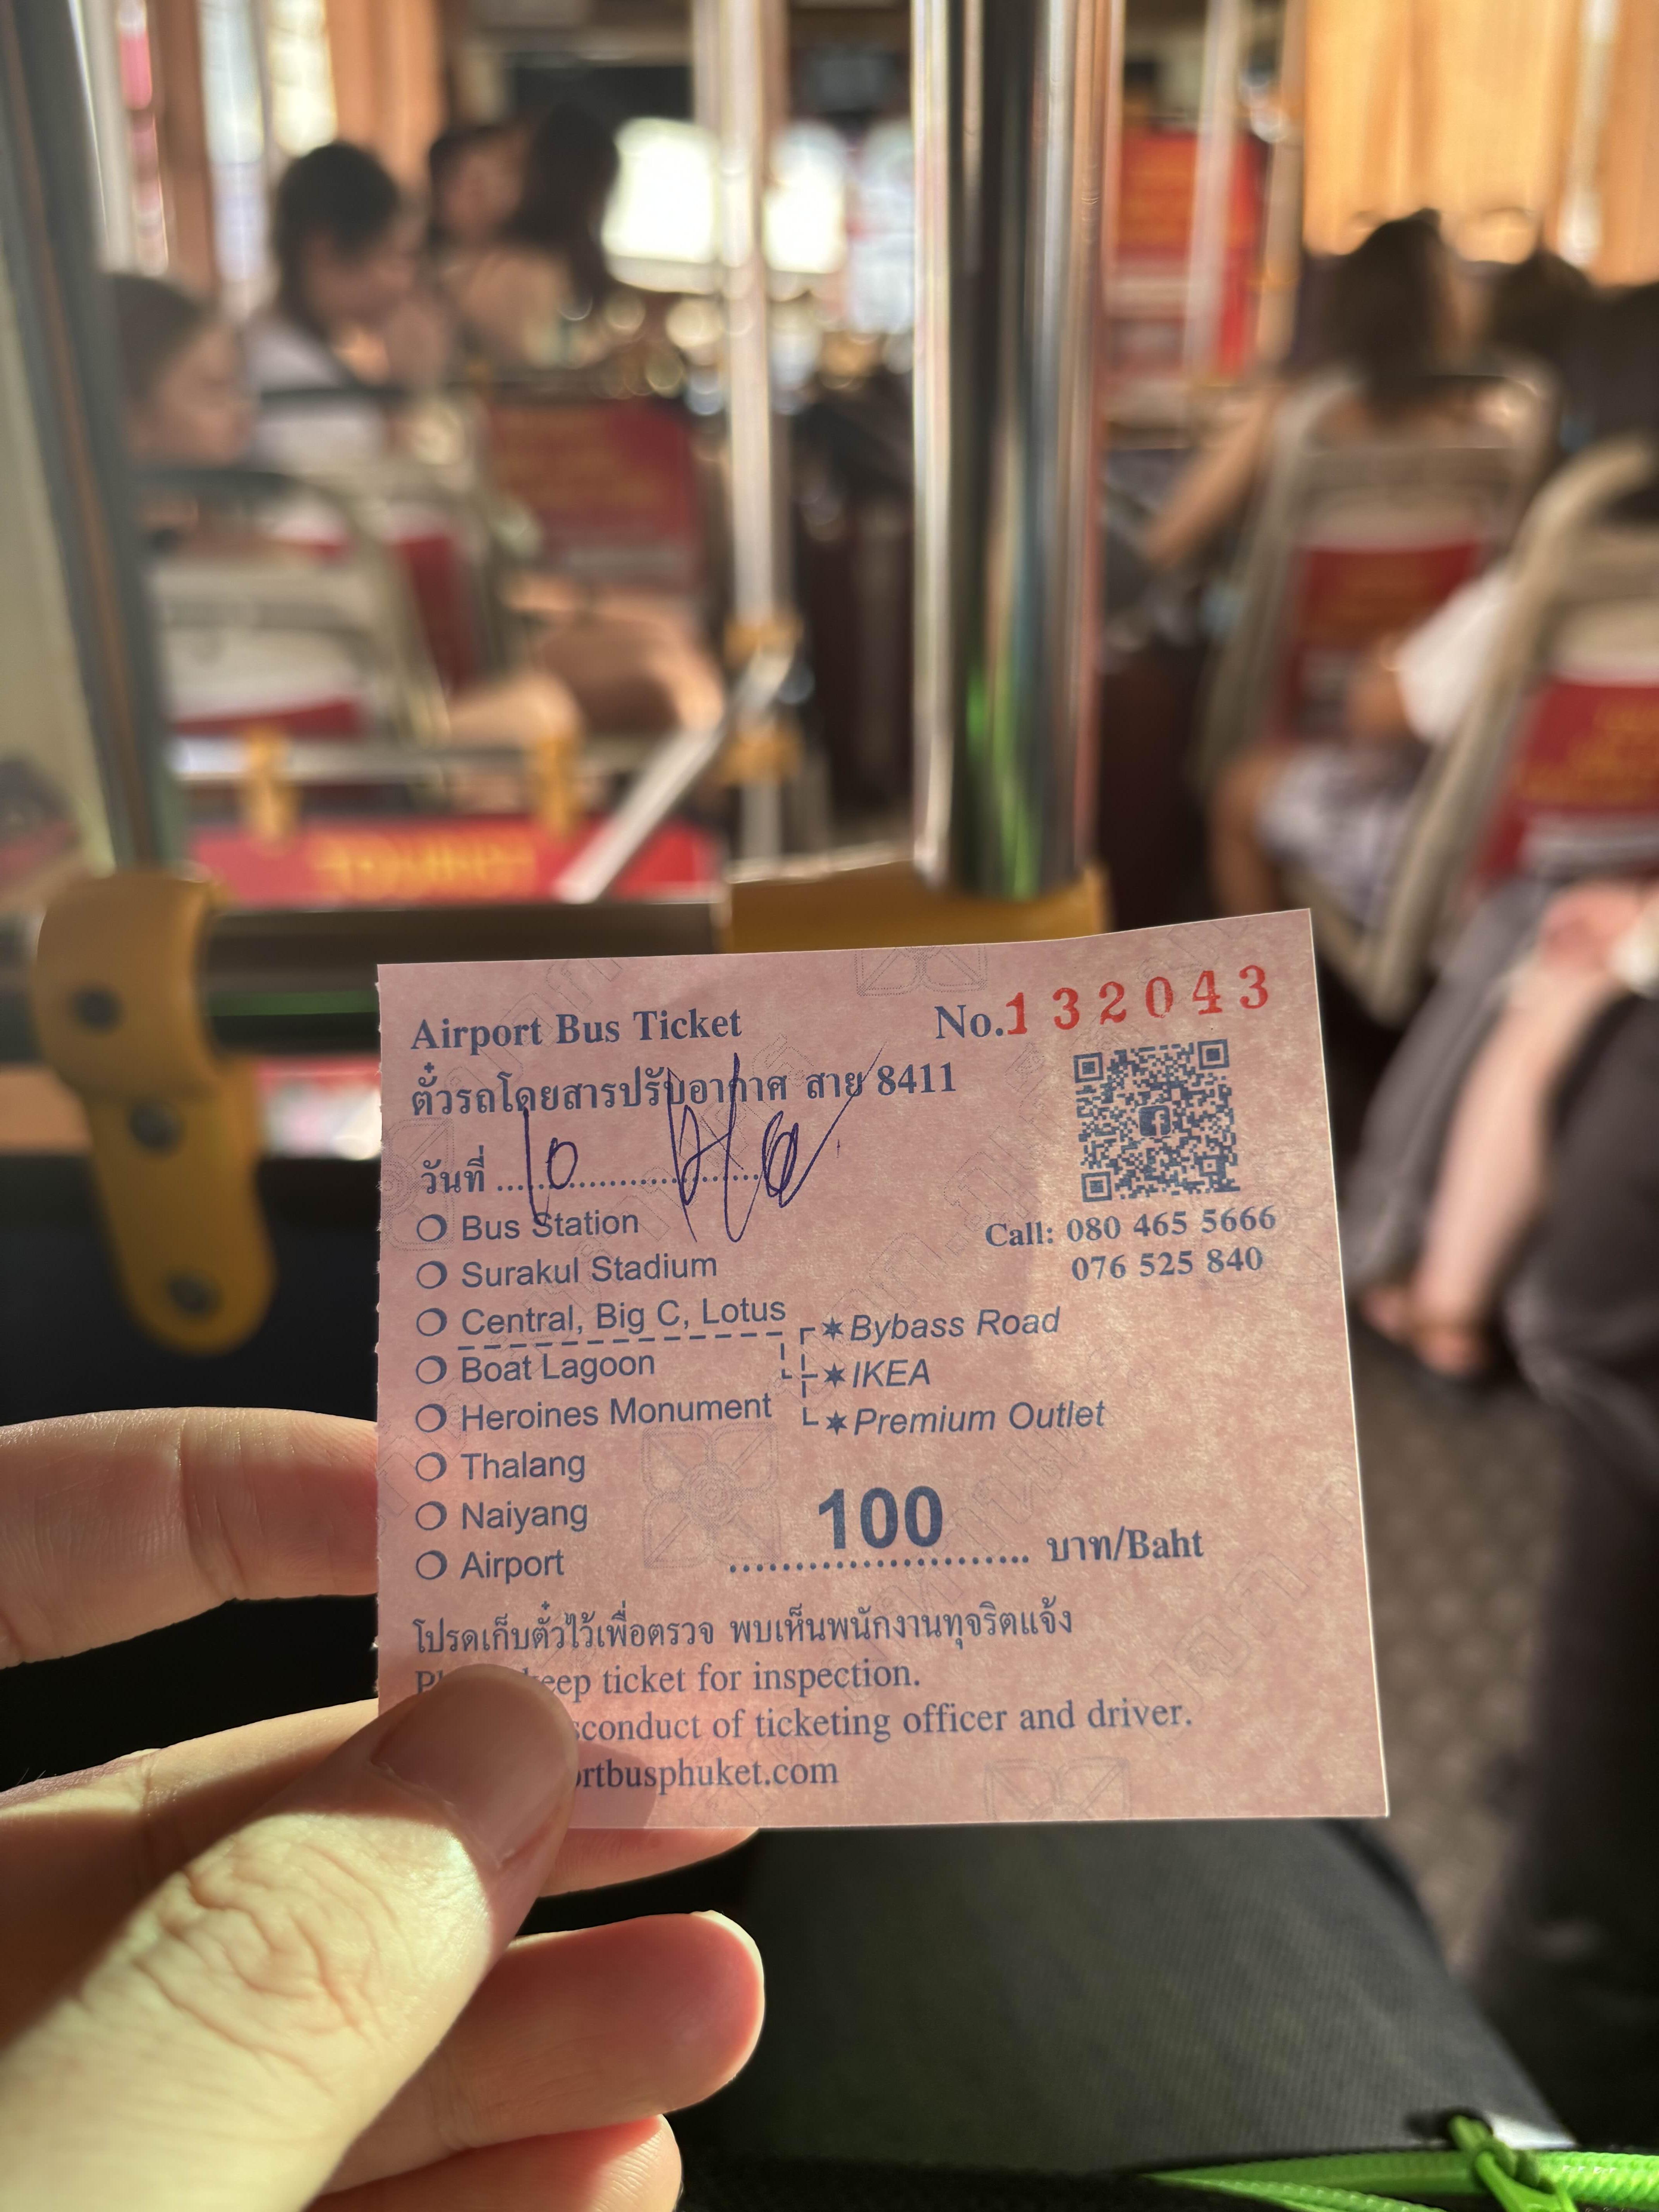 Airport Bus Ticket
No.132043
ตั๋วรถโดยสารปรับอากาศ สาย 8411
วันที่ ....10....................
Call: 080 465 5666
076 525 840
Bus Station
Surakul Stadium
Central, Big C, Lotus
Boat Lagoon
Heroines Monument
Thalang
Naiyang
Airport
✶Bybass Road
✶IKEA
✶Premium Outlet
100
.......................... บาท/Baht
โปรดเก็บตั๋วไว้เพื่อตรวจ พบเห็นพนักงานทุจริตแจ้ง
ticket for inspection.
of ticketing officer and driver.